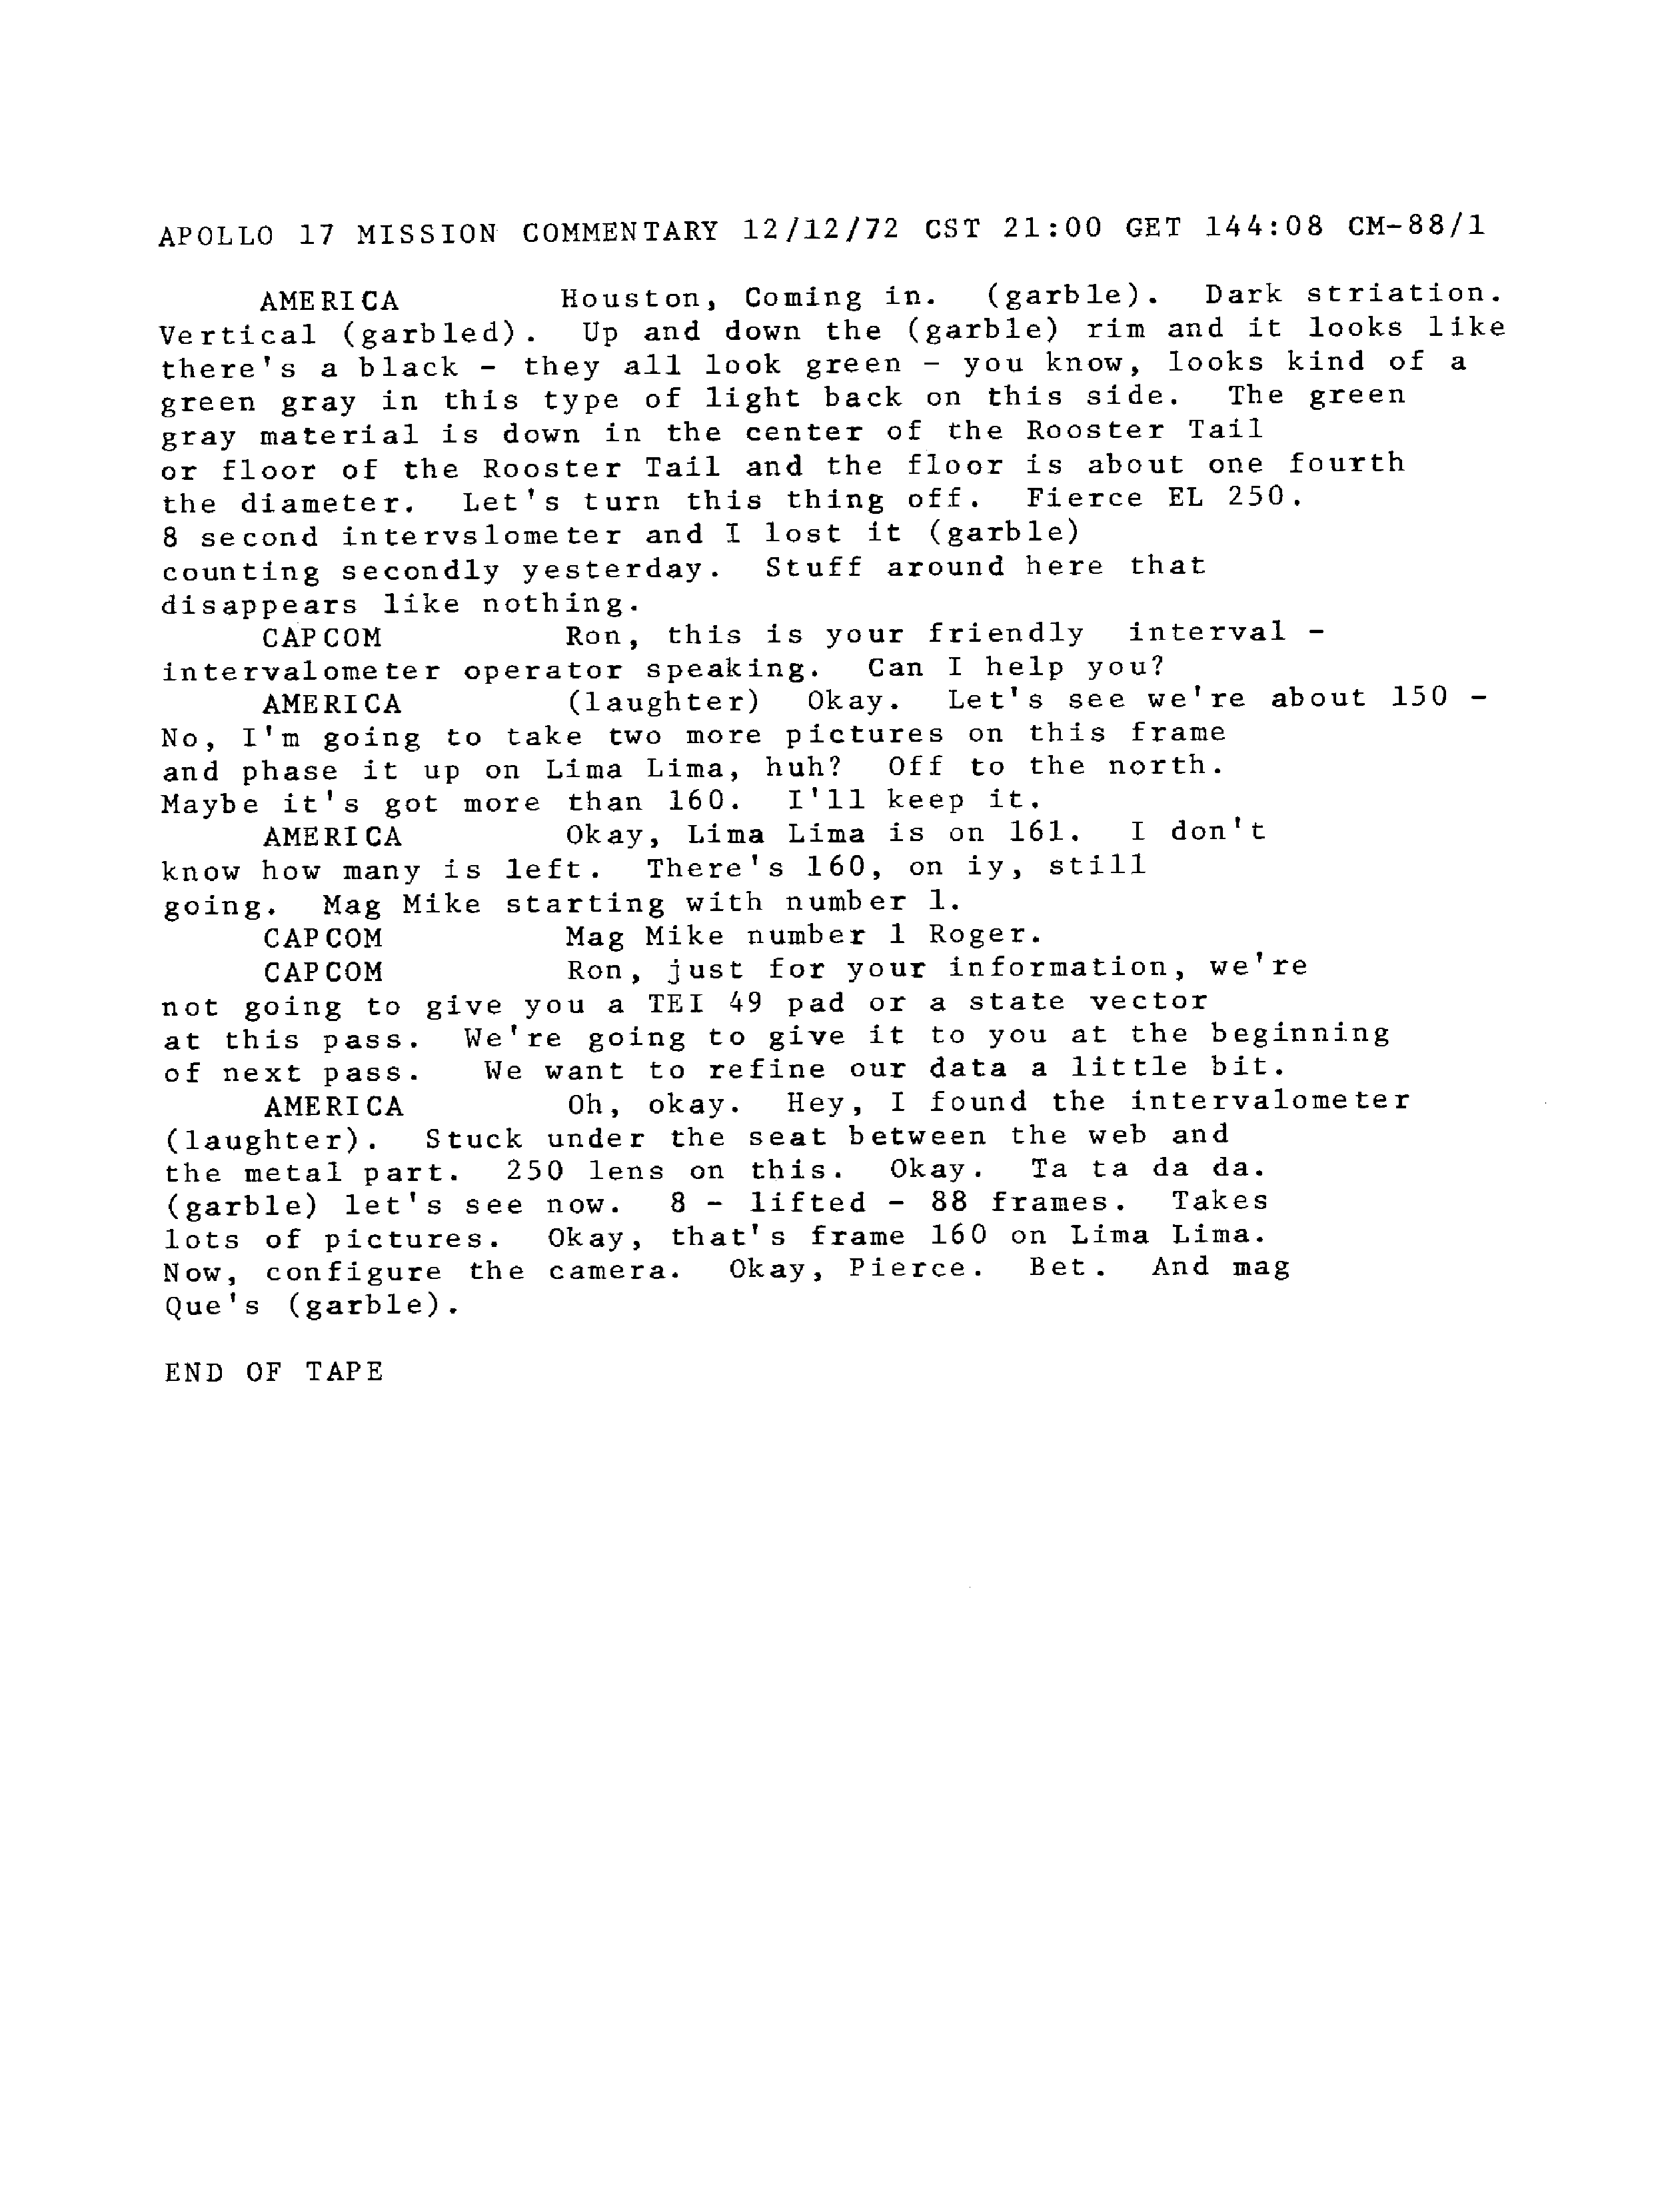 APOLLO 17 MISSION COMMENTARY 12/12/72 CST 21:00 GET 144:08 CM-88/1
AMERICA Houston, Coming in. (garble). Dark striation.
Vertical (garbled). Up and down the (garble) rim and it looks like
there's a black - they all look green - you know, looks kind of a
green gray in this type of light back on this side. The green
gray material is down in the center of the Rooster Tail
or floor of the Rooster Tail and the floor is about one fourth
the diameter. Let's turn this thing off. Fierce EL 250.
8 second intervslometer and I lost it (garble)
counting secondly yesterday. Stuff around here that
disappears like nothing.
CAPCOM Ron, this is your friendly interval -
intervalometer operator speaking. Can I help you?
AMERICA (laughter) Okay. Let's see we're about 150 -
No, I'm going to take two more pictures on this frame
and phase it up on Lima Lima, huh? Off to the north.
Maybe it's got more than 160. I'll keep it.
AMERICA Okay, Lima Lima is on 161. I don't
know how many is left. There's 160, on iy, still
going. Mag Mike starting with number 1.
CAPCOM Mag Mike number 1 Roger.
CAPCOM Ron, just for your information, we're
not going to give you a TEI 49 pad or a state vector
at this pass. We're going to give it to you at the beginning
of next pass. We want to refine our data a little bit.
AMERICA Oh, okay. Hey, I found the intervalometer
(laughter). Stuck under the seat between the web and
the metal part. 250 lens on this. Okay. Ta ta da da.
(garble) let's see now. 8 - lifted - 88 frames. Takes
lots of pictures. Okay, that's frame 160 on Lima Lima.
Now, configure the camera. Okay, Pierce. Bet. And mag
Que's (garble).
END OF TAPE